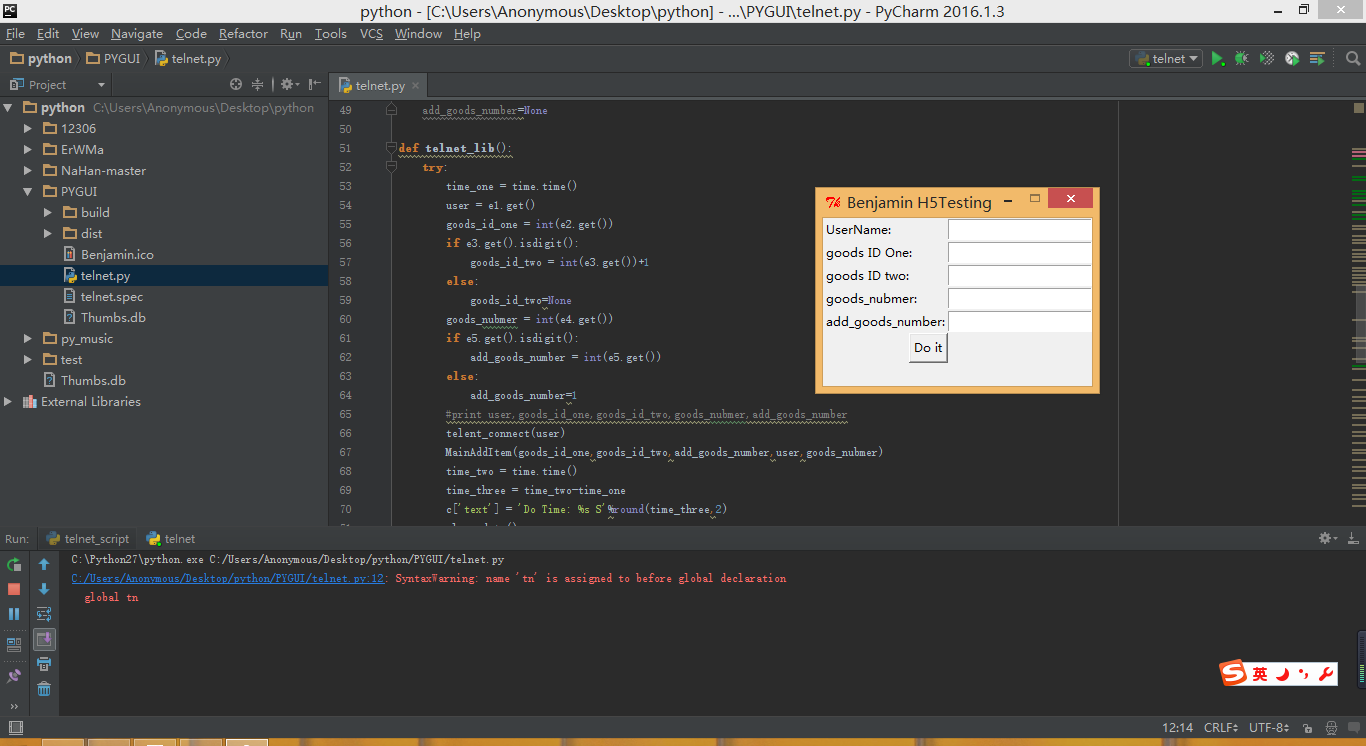 PC
python - [C:\Users\Anonymous\Desktop\python] - ...\PYGUI\telnet.py - PyCharm 2016.1.3
File Edit View Navigate Code Refactor Run Tools VCS Window Help
python PYGUI telnet.py
telnet
Project
telnet.py
python C:\Users\Anonymous\Desktop\python
12306
ErWMa
NaHan-master
PYGUI
build
dist
Benjamin.ico
telnet.py
telnet.spec
Thumbs.db
py_music
test
Thumbs.db
External Libraries
49 add_goods_number=None
50
51 def telnet_lib():
52 try:
53 time_one = time.time()
54 user = e1.get()
55 goods_id_one = int(e2.get())
56 if e3.get().isdigit():
57 goods_id_two = int(e3.get())+1
58 else:
59 goods_id_two=None
60 goods_nubmer = int(e4.get())
61 if e5.get().isdigit():
62 add_goods_number = int(e5.get())
63 else:
64 add_goods_number=1
65 #print user,goods_id_one,goods_id_two,goods_nubmer,add_goods_number
66 telent_connect(user)
67 MainAddItem(goods_id_one,goods_id_two,add_goods_number,user,goods_nubmer)
68 time_two = time.time()
69 time_three = time_two-time_one
70 c['text'] = 'Do Time: %s S'%round(time_three,2)
Benjamin H5Testing
UserName:
goods ID One:
goods ID two:
goods_nubmer:
add_goods_number:
Do it
Run: telnet_script telnet
C:\Python27\python.exe C:/Users/Anonymous/Desktop/python/PYGUI/telnet.py
C:/Users/Anonymous/Desktop/python/PYGUI/telnet.py:12: SyntaxWarning: name 'tn' is assigned to before global declaration
global tn
S 英
12:14 CRLF UTF-8